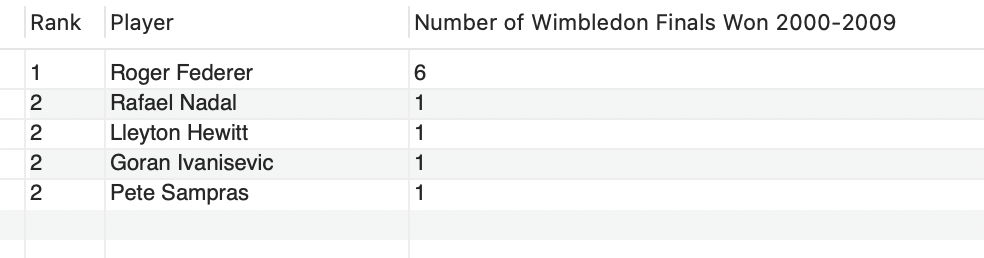 Rank Player Number of Wimbledon Finals Won 2000-2009
1 Roger Federer 6
2 Rafael Nadal 1
2 Lleyton Hewitt 1
2 Goran Ivanisevic 1
2 Pete Sampras 1